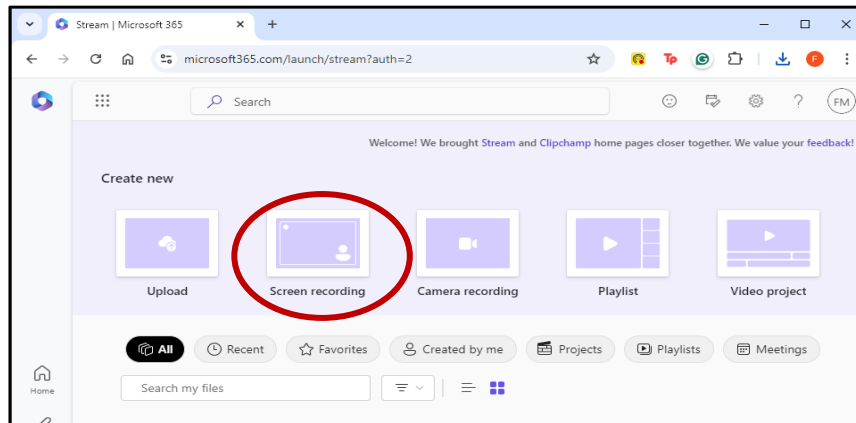 Stream | Microsoft 365
microsoft365.com/launch/stream?auth=2
Search
FM
Welcome! We brought Stream and Clipchamp home pages closer together. We value your feedback!
Create new
Upload Screen recording Camera recording Playlist Video project
All Recent Favorites Created by me Projects Playlists Meetings
Home
Search my files